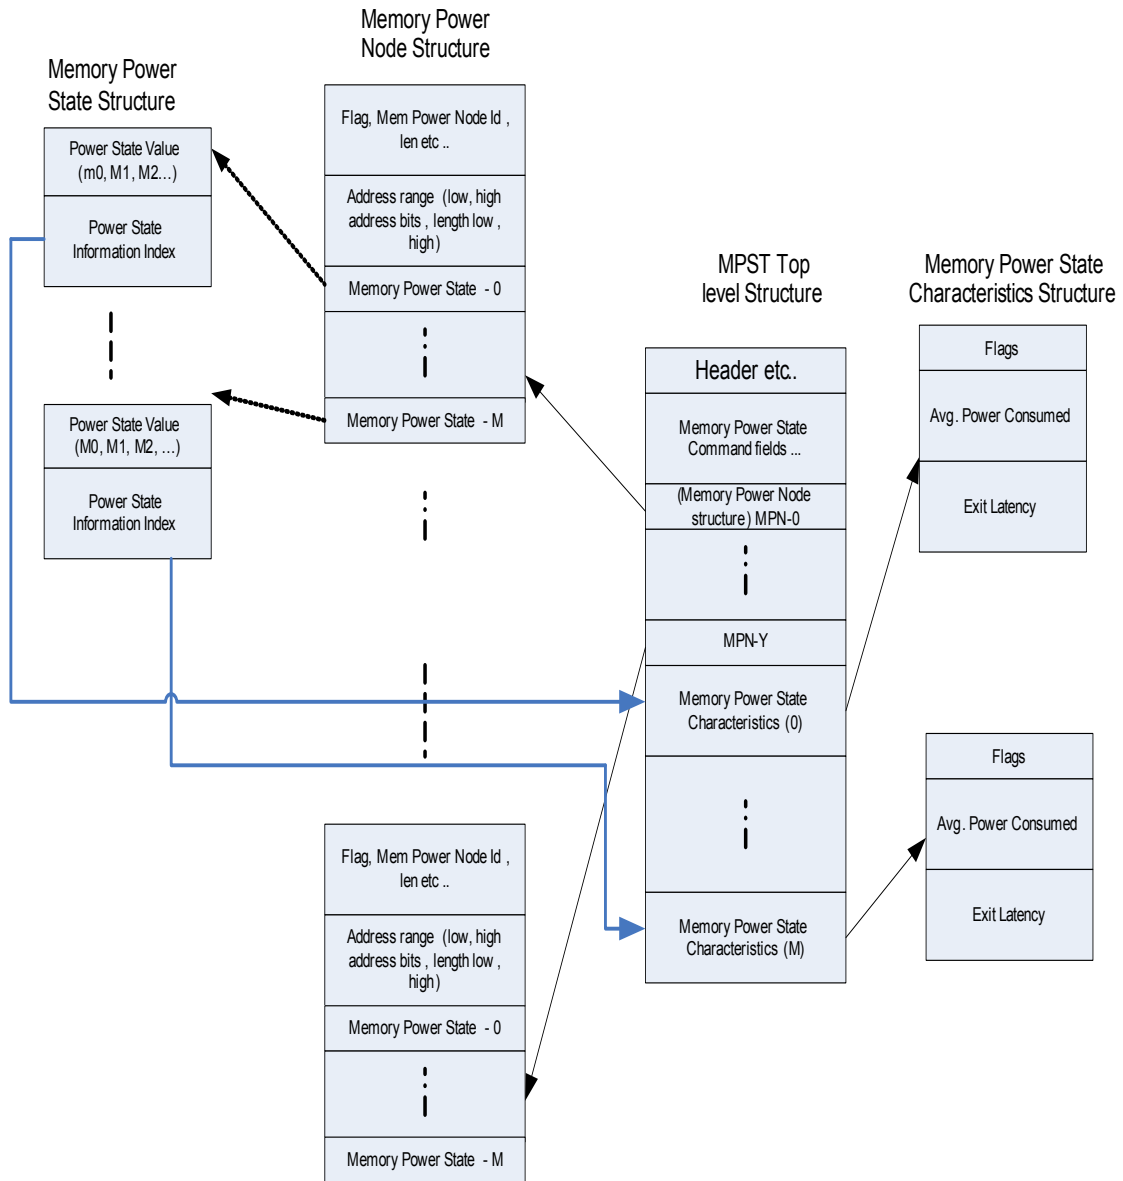 Memory Power
State Structure
Power State Value
(m0, M1, M2...)
Power State
Information Index
Power State Value
(M0, M1, M2, ...)
Power State
Information Index
Memory Power
Node Structure
Flag, Mem Power Node Id ,
len etc ..
Address range (low, high
address bits , length low ,
high)
Memory Power State - 0
Memory Power State - M
Flag, Mem Power Node Id ,
len etc ..
Address range (low, high
address bits , length low ,
high)
Memory Power State - 0
Memory Power State - M
MPST Top
level Structure
Header etc..
Memory Power State
Command fields ...
(Memory Power Node
structure ) MPN-0
MPN-Y
Memory Power State
Characteristics (0)
Memory Power State
Characteristics (M)
Memory Power State
Characteristics Structure
Flags
Avg. Power Consumed
Exit Latency
Flags
Avg. Power Consumed
Exit Latency